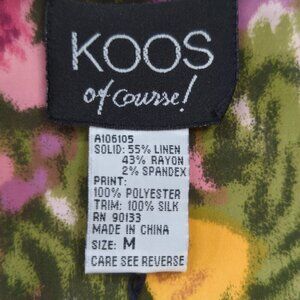 KOOS
of course!
A106105
SOLID: 55% LINEN
43% RAYON
2% SPANDEX
PRINT:
100% POLYESTER
TRIM: 100% SILK
RN 90133
MADE IN CHINA
SIZE: M
CARE SEE REVERSE